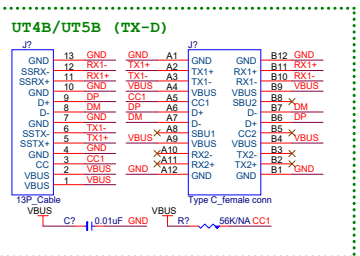 UT4B/UT5B (TX-D)
J? J?
GND 13 GND GND A1 GND GND B12 GND
SSRX- 12 RX1- TX1+ A2 TX1+ RX1+ B11 RX1+
SSRX+ 11 RX1+ TX1- A3 TX1- RX1- B10 RX1-
GND 10 GND VBUS A4 VBUS VBUS B9 VBUS
D+ 9 DP CC1 A5 CC1 SBU2 B8
D- 8 DM DP A6 D+ D- B7 DM
GND 7 GND DM A7 D- D+ B6 DP
SSTX- 6 TX1- A8 SBU1 CC2 B5
SSTX+ 5 TX1+ VBUS A9 VBUS VBUS B4 VBUS
GND 4 GND A10 RX2- TX2- B3
CC 3 CC1 A11 RX2+ TX2+ B2
VBUS 2 VBUS GND A12 GND GND B1 GND
VBUS 1 VBUS
13P_Cable Type C_female conn
VBUS VBUS
C? 0.01uF GND R? 56K/NA CC1